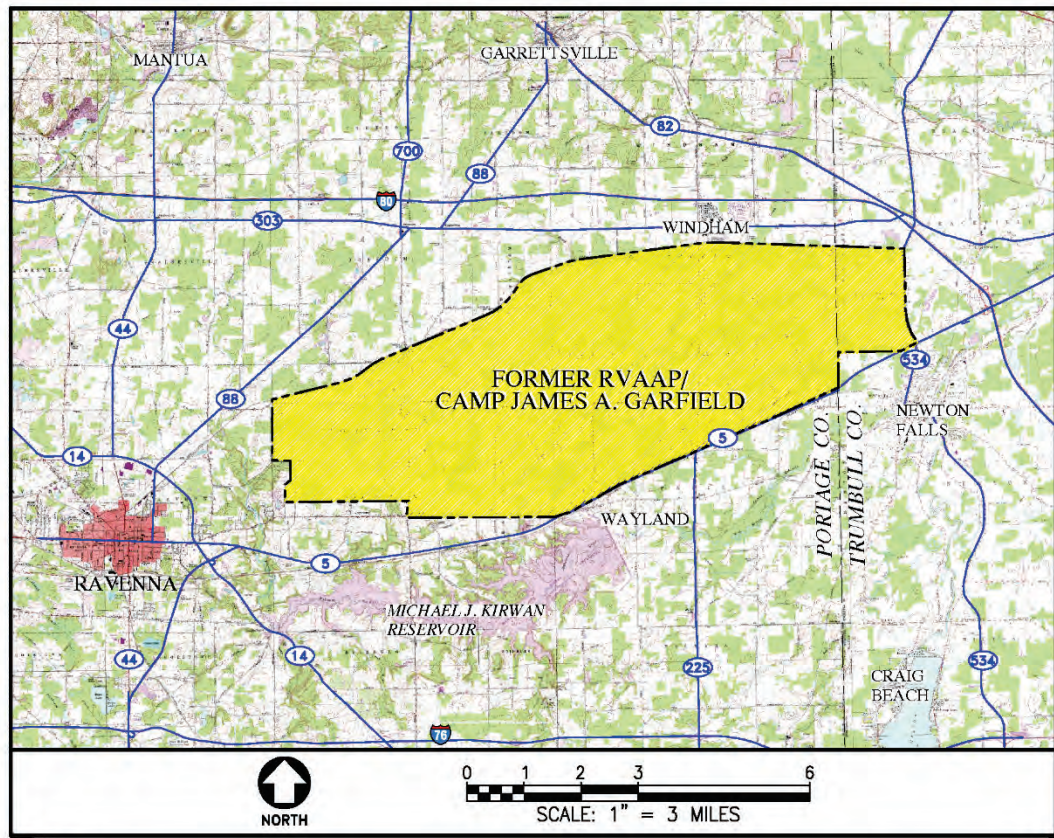 MANTUA
GARRETTSVILLE
82
700
88
80
303
WINDHAM
44
534
FORMER RVAAP/
CAMP JAMES A. GARFIELD
88
NEWTON
FALLS
5
14
PORTAGE CO.
TRUMBULL CO.
WAYLAND
5
RAVENNA
MICHAEL J. KIRWAN
RESERVOIR
44
14
225
534
CRAIG
BEACH
76
0 1 2 3 6
NORTH
SCALE: 1" = 3 MILES